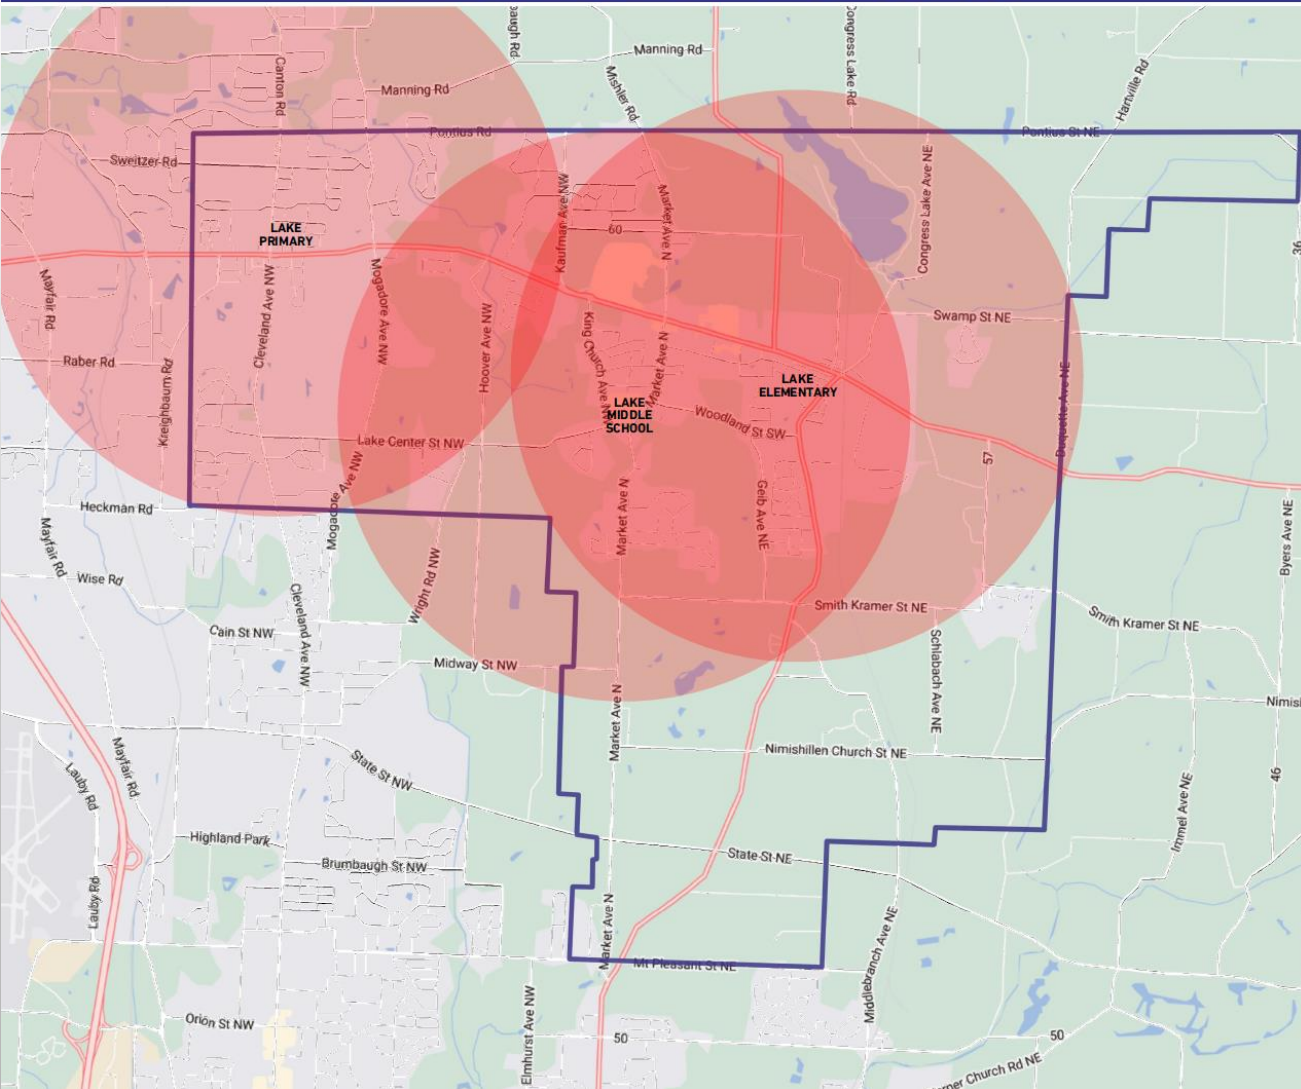 Manning Rd
Mishler Rd
Congress Lake Rd
Hartville Rd
Canton Rd
Manning Rd
Pontius Rd
Pontius St NE
Sweitzer Rd
Kaufman Ave NW
Market Ave N
Congress Lake Ave NE
LAKE
PRIMARY
60
36
Mayfair Rd
Cleveland Ave NW
Mogadore Ave NW
Hoover Ave NW
King Church Ave NW
Market Ave N
Swamp St NE
Raber Rd
Kreighbaum Rd
LAKE
ELEMENTARY
LAKE
MIDDLE
SCHOOL
Woodland St SW
Duquette Ave NE
Lake Center St NW
57
Mogadore Ave NW
Market Ave N
Geib Ave NE
Byers Ave NE
Heckman Rd
Mayfair Rd
Wise Rd
Cleveland Ave NW
Wright Rd NW
Smith Kramer St NE
Smith Kramer St NE
Cain St NW
Midway St NW
Schlabach Ave NE
Market Ave N
Nimishillen Church St NE
Lauby Rd
Mayfair Rd
State St NW
46
Immel Ave NE
Highland Park
Brumbaugh St NW
State St NE
Lauby Rd
Market Ave N
Mt Pleasant St NE
Middlebranch Ave NE
Orion St NW
Elmhurst Ave NW
50
50